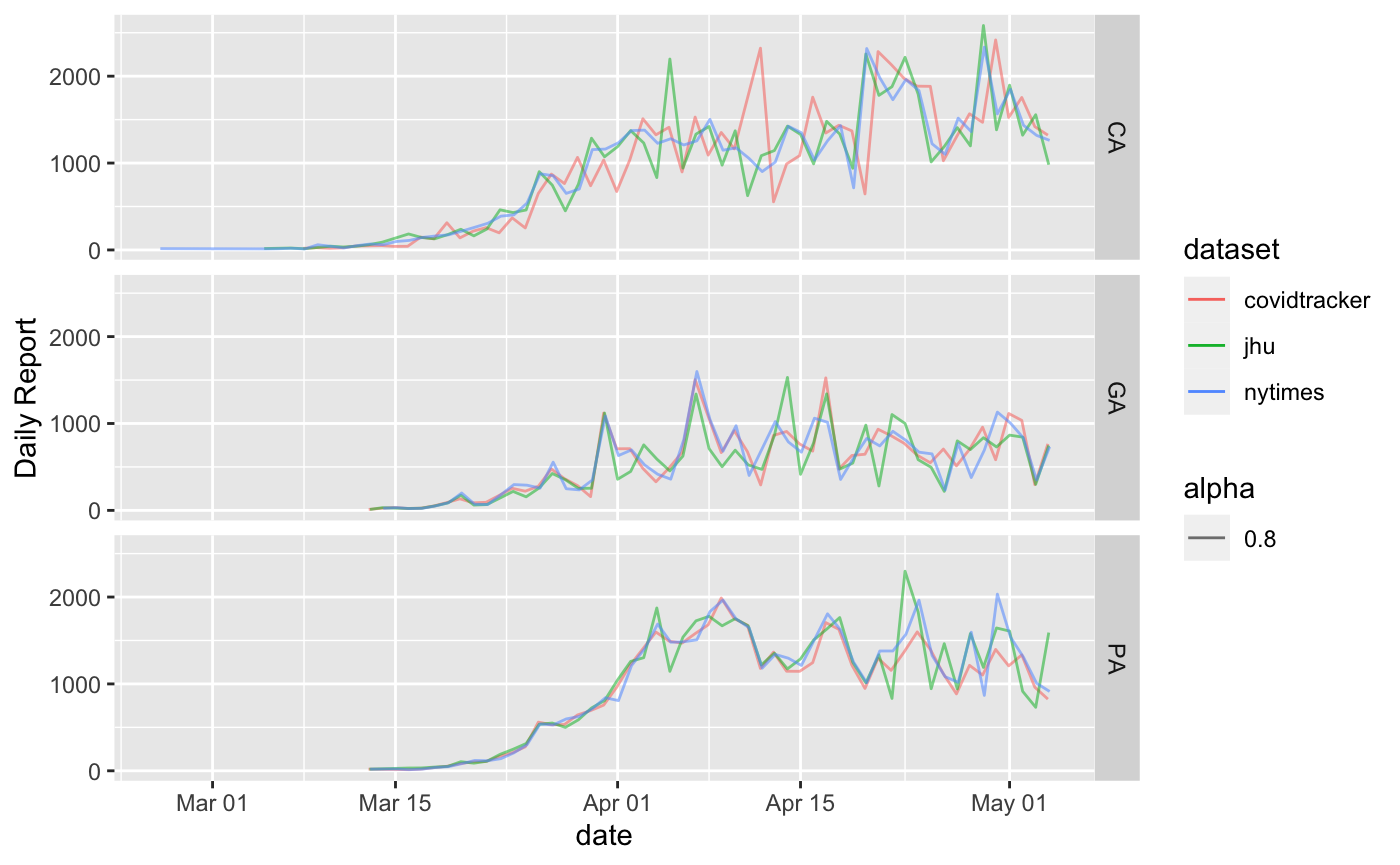 Daily Report
2000
1000
0
CA
2000
1000
0
GA
2000
1000
0
PA
Mar 01
Mar 15
Apr 01
Apr 15
May 01
date
dataset
covidtracker
jhu
nytimes
alpha
0.8